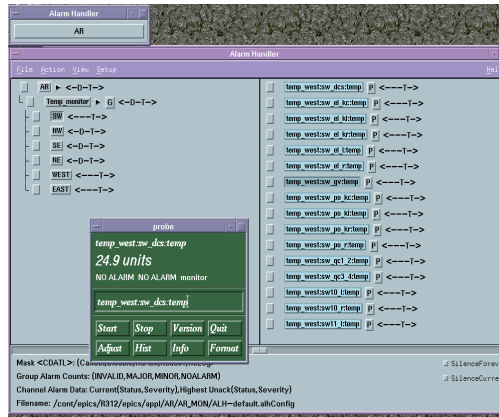 Alarm Handler
AR
Alarm Handler
File Action View Setup
AR <-D-T->
Temp_monitor G <-D-T->
SW <---T->
NW <-D-T->
SE <-D-T->
NE <-D-T->
WEST <---T->
EAST <---T->
temp_west:sw_dcs:temp P <---T->
temp_west:sw_el_kc:temp P <---T->
temp_west:sw_el_kl:temp P <---T->
temp_west:sw_el_kr:temp P <---T->
temp_west:sw_el_l:temp P <---T->
temp_west:sw_el_r:temp P <---T->
temp_west:sw_gv:temp P <---T->
temp_west:sw_po_kc:temp P <---T->
temp_west:sw_po_kl:temp P <---T->
temp_west:sw_po_kr:temp P <---T->
temp_west:sw_po_r:temp P <---T->
temp_west:sw_qc1_2:temp P <---T->
temp_west:sw_qc3_4:temp P <---T->
temp_west:sw10_l:temp P <---T->
temp_west:sw10_r:temp P <---T->
temp_west:sw11_l:temp P <---T->
probe
temp_west:sw_dcs:temp
24.9 units
NO ALARM NO ALARM monitor
temp_west:sw_dcs:temp
Start Stop Version Quit
Adjust Hist Info Format
Mask <CDATL>:
SilenceForev
Group Alarm Counts: (INVALID,MAJOR,MINOR,NOALARM)
SilenceCurre
Channel Alarm Data: Current(Status,Severity),Highest Unack(Status,Severity)
Filename: /cont/epics/R312/epics/appl/AR/AR_MON/ALH-default.alhConfig